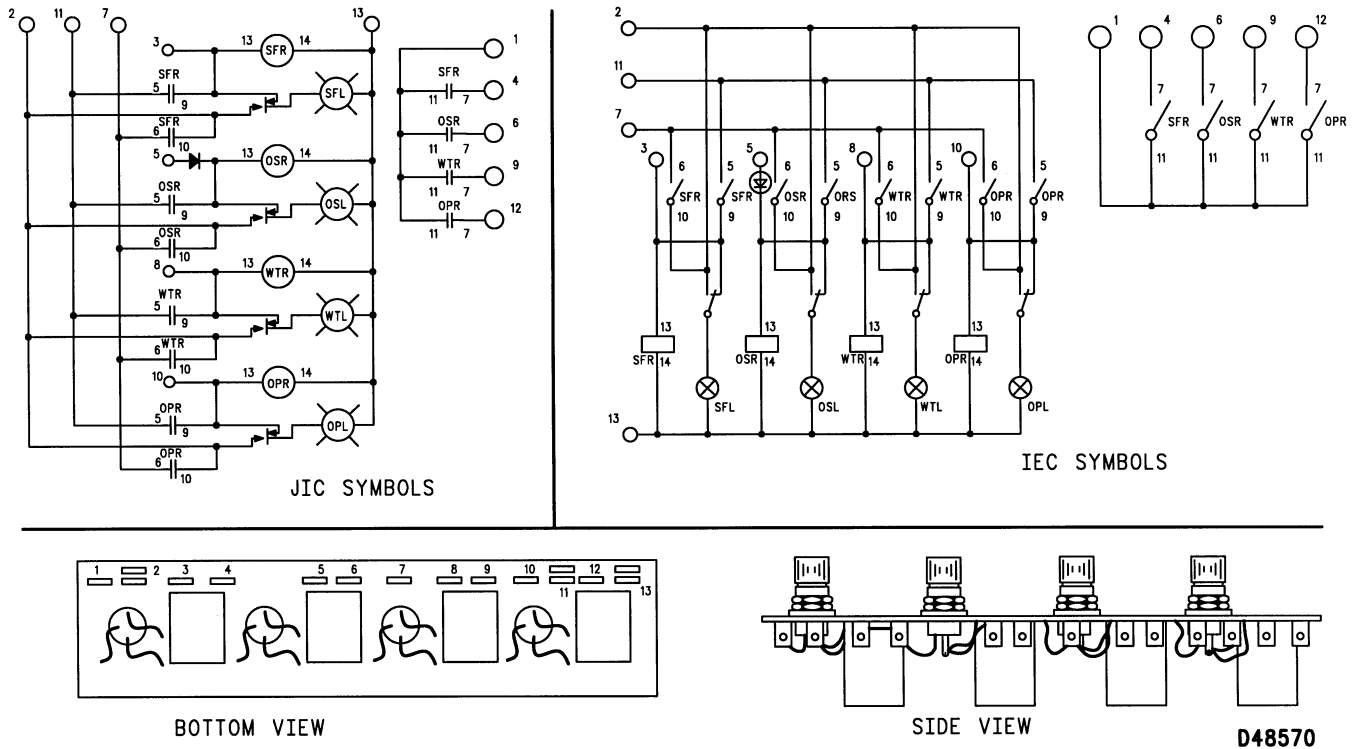 2 11 7 13
3 13 SFR 14
SFR
5 9
SFL
SFR
6 10
5 13 OSR 14
OSR
5 9
OSL
OSR
6 10
8 13 WTR 14
WTR
5 9
WTL
WTR
6 10
10 13 OPR 14
OPR
5 9
OPL
OPR
6 10
1
SFR
11 7 4
OSR
11 7 6
WTR
11 7 9
OPR
11 7 12
JIC SYMBOLS
2
11
7
3 6 5 5 6 5 8 6 5 10 6 5
SFR SFR OSR ORS WTR WTR OPR OPR
10 9 10 9 10 9 10 9
13 13 13 13
SFR 14 OSR 14 WTR 14 OPR 14
SFL OSL WTL OPL
13
1 4 6 9 12
7 7 7 7
SFR OSR WTR OPR
11 11 11 11
IEC SYMBOLS
1 2 3 4 5 6 7 8 9 10 12
11 13
BOTTOM VIEW
SIDE VIEW
D48570